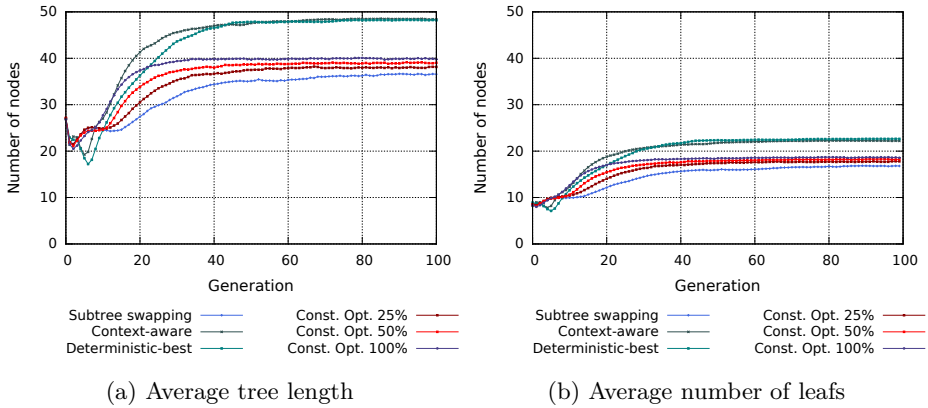 50
40
30
20
10
0
Number of nodes
0 20 40 60 80 100
Generation
Subtree swapping
Context-aware
Deterministic-best
Const. Opt. 25%
Const. Opt. 50%
Const. Opt. 100%
(a) Average tree length
50
40
30
20
10
0
Number of nodes
0 20 40 60 80 100
Generation
Subtree swapping
Context-aware
Deterministic-best
Const. Opt. 25%
Const. Opt. 50%
Const. Opt. 100%
(b) Average number of leafs